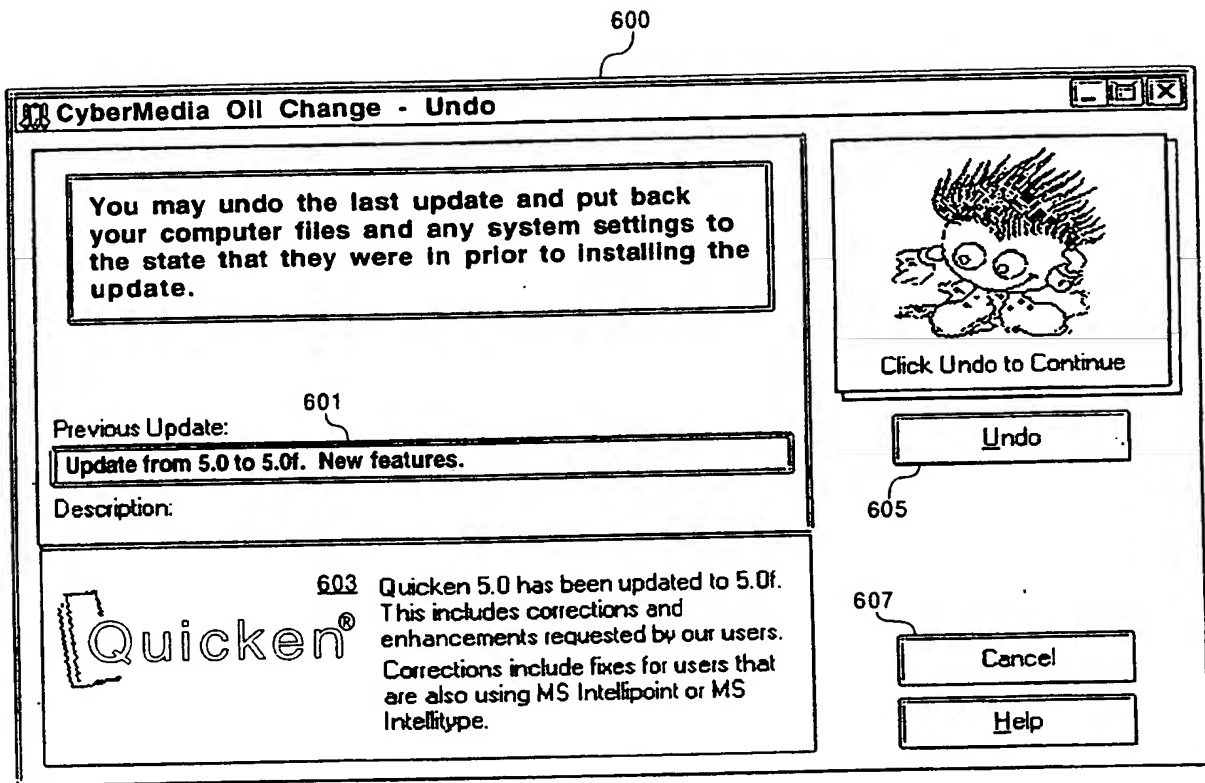 600
CyberMedia Oil Change - Undo
You may undo the last update and put back
your computer files and any system settings to
the state that they were in prior to installing the
update.
Click Undo to Continue
601
Previous Update:
Update from 5.0 to 5.0f. New features.
Description:
Undo
605
Quicken®
603
Quicken 5.0 has been updated to 5.0f.
This includes corrections and
enhancements requested by our users.
Corrections include fixes for users that
are also using MS Intellipoint or MS
Intellitype.
607
Cancel
Help